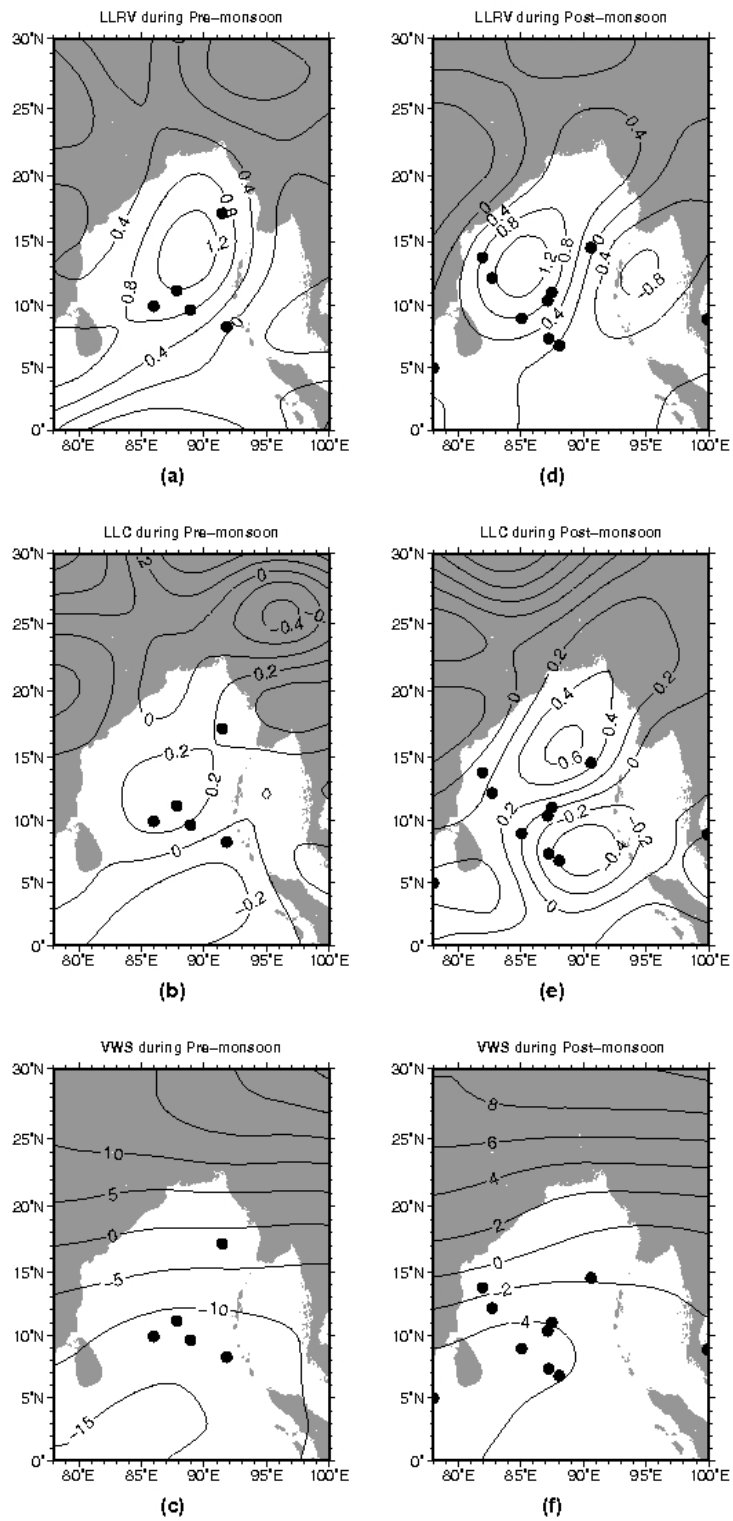 LLRV during Pre-monsoon
30°N
25°N
20°N
15°N
10°N
5°N
0°
80°E 85°E 90°E 95°E 100°E
0
0.4
0.4
0.8
1.2
0.8
0.4
0
(a)
LLRV during Post-monsoon
30°N
25°N
20°N
15°N
10°N
5°N
0°
80°E 85°E 90°E 95°E 100°E
0.4
0
0.4
0.8
1.2
0.8
0
-0.4
-0.8
0.4
(d)
LLC during Pre-monsoon
30°N
25°N
20°N
15°N
10°N
5°N
0°
80°E 85°E 90°E 95°E 100°E
0
0
-0.4
0.2
0
0.2
0.2
0
0
-0.2
(b)
LLC during Post-monsoon
30°N
25°N
20°N
15°N
10°N
5°N
0°
80°E 85°E 90°E 95°E 100°E
0.2
0
0.4
0.2
0.4
0.6
0
0.2
-0.2
-0.2
-0.4
0
(e)
VWS during Pre-monsoon
30°N
25°N
20°N
15°N
10°N
5°N
0°
80°E 85°E 90°E 95°E 100°E
10
5
0
-5
-10
-15
(c)
VWS during Post-monsoon
30°N
25°N
20°N
15°N
10°N
5°N
0°
80°E 85°E 90°E 95°E 100°E
8
6
4
2
0
-2
-4
(f)